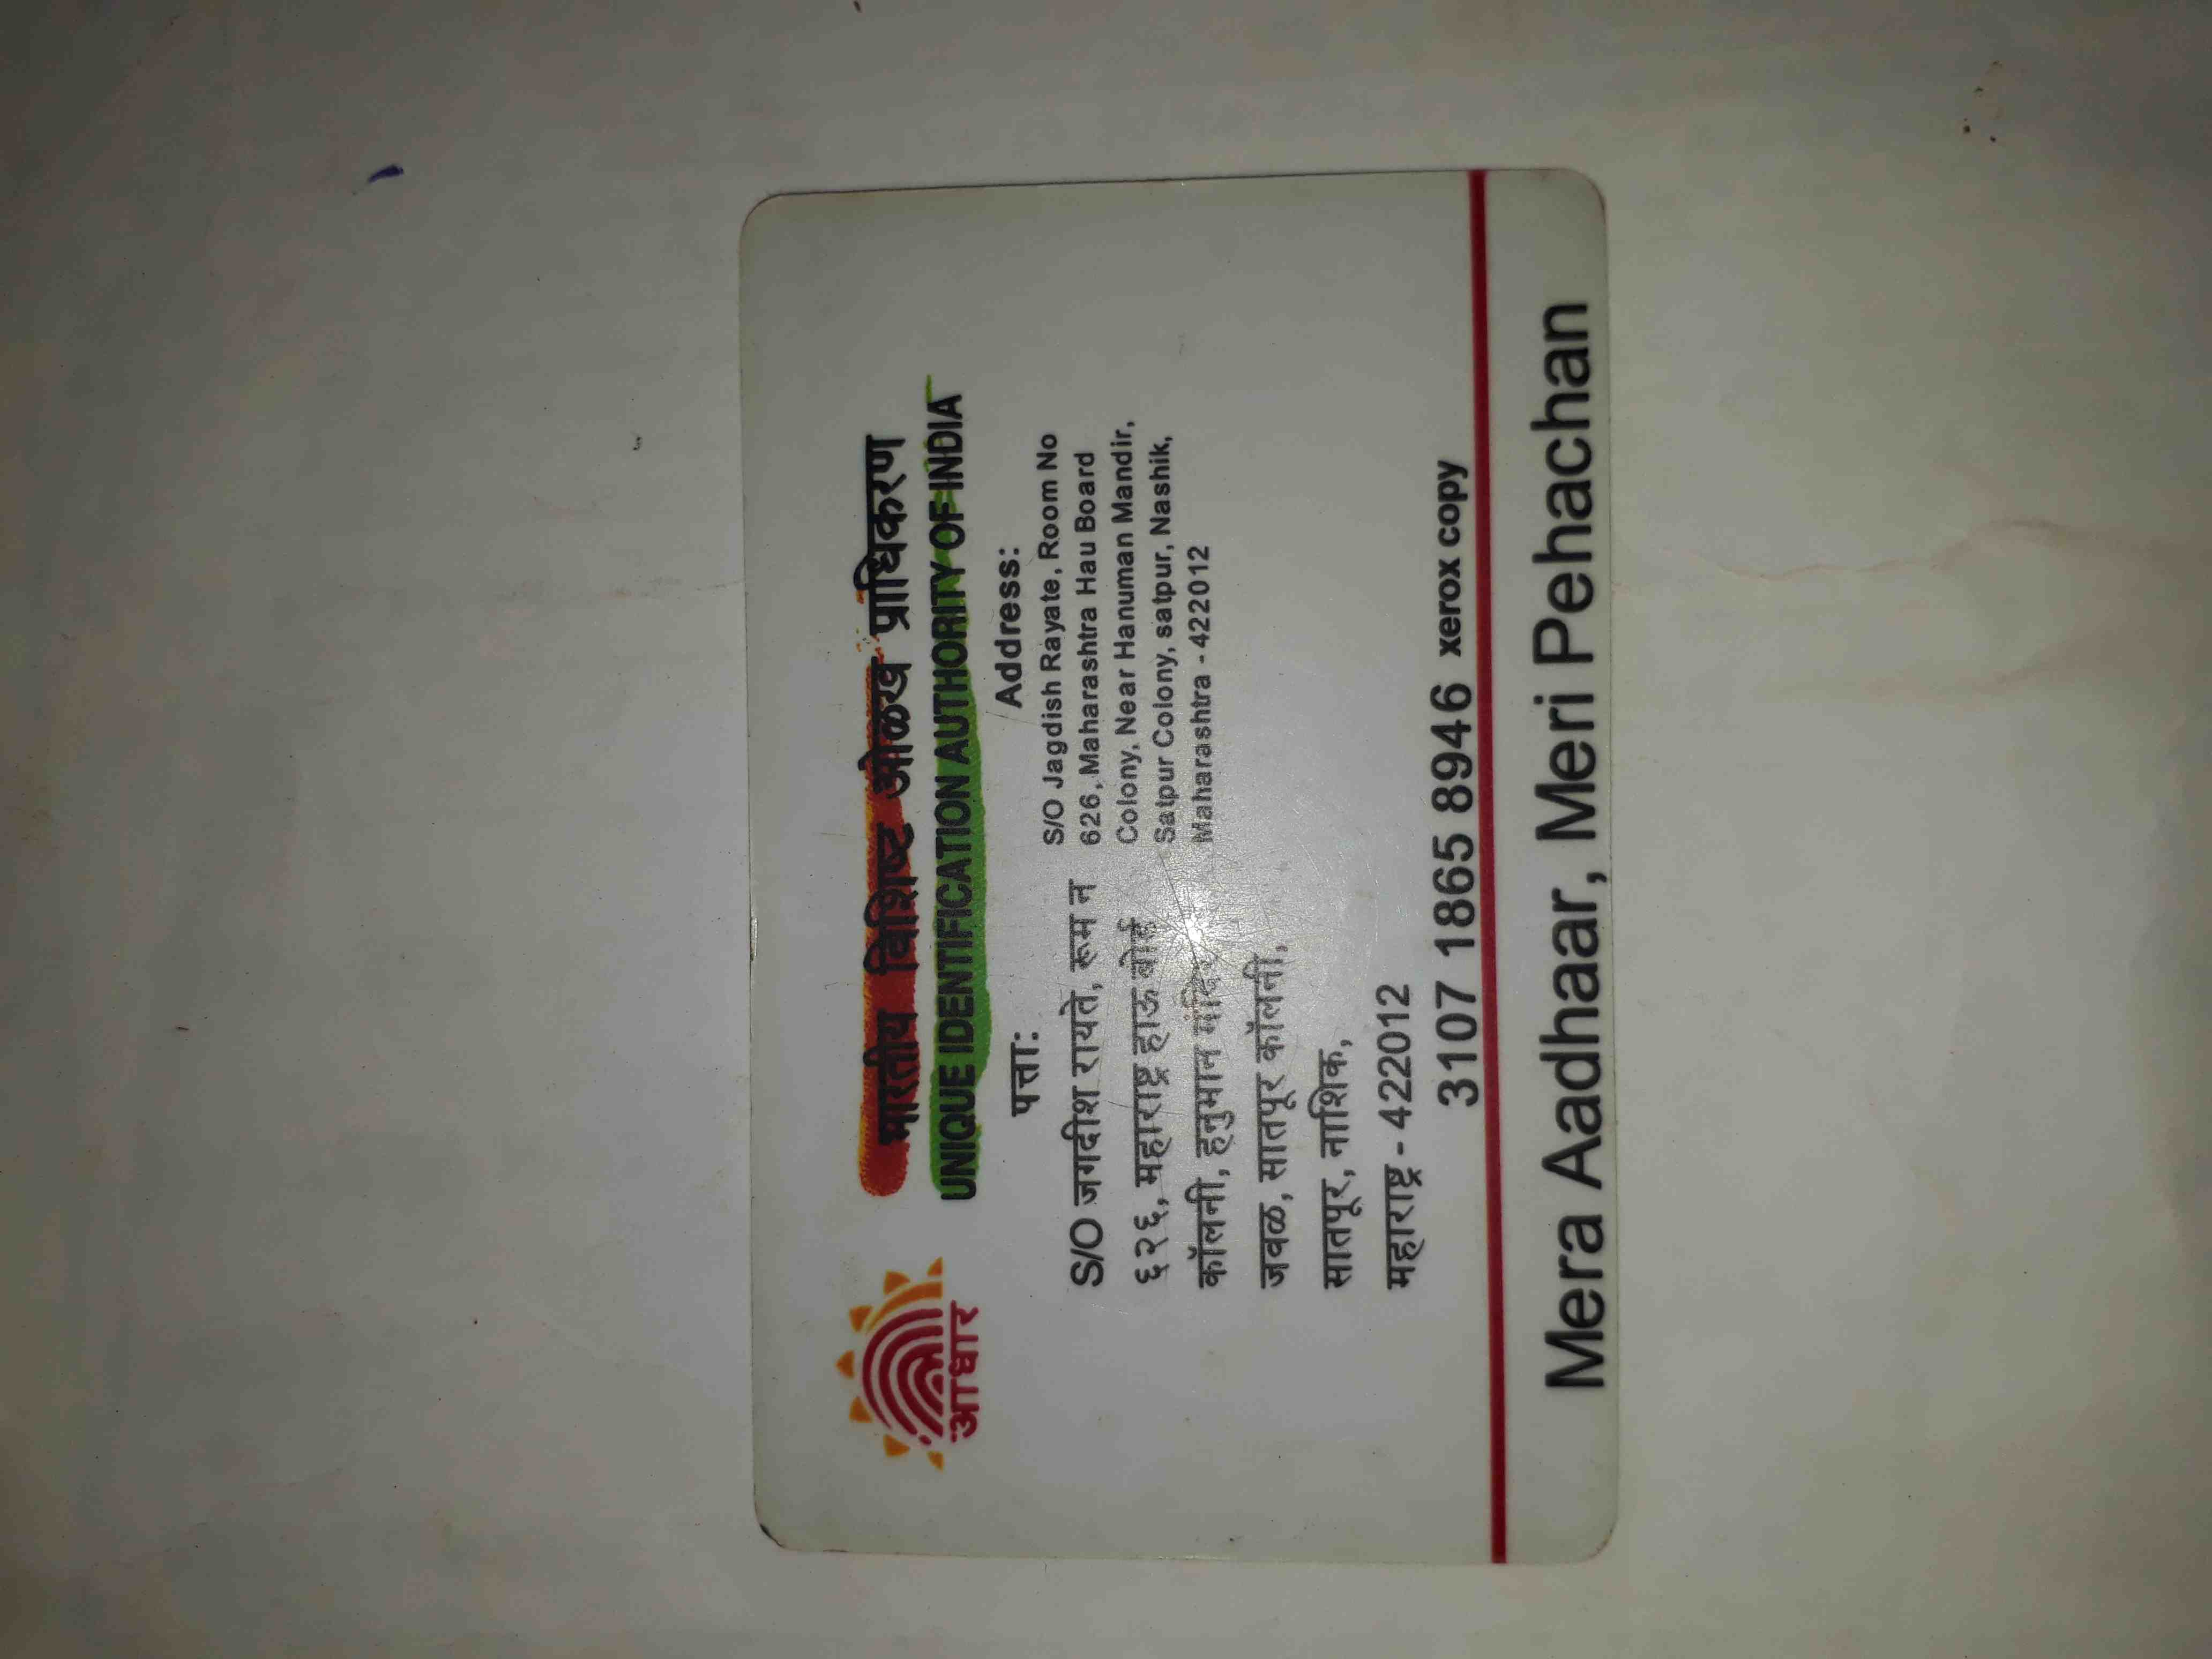 भारतीय विशिष्ट ओळख प्राधिकरण
UNIQUE IDENTIFICATION AUTHORITY OF INDIA
आधार
पत्ता:
S/O जगदीश रायते, रूम न
६२६, महाराष्ट्र हाऊ बोर्ड
कॉलनी, हनुमान मंदिर
जवळ, सातपूर कॉलनी,
सातपूर, नाशिक,
महाराष्ट्र - 422012
Address:
S/O Jagdish Rayate, Room No
626, Maharashtra Hau Board
Colony, Near Hanuman Mandir,
Satpur Colony, satpur, Nashik,
Maharashtra - 422012
3107 1865 8946 xerox copy
Mera Aadhaar, Meri Pehachan